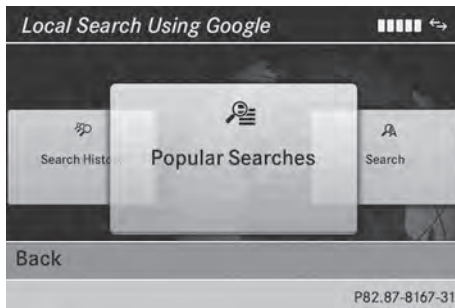 Local Search Using Google
Search Histo
Popular Searches
Search
Back
P82.87-8167-31